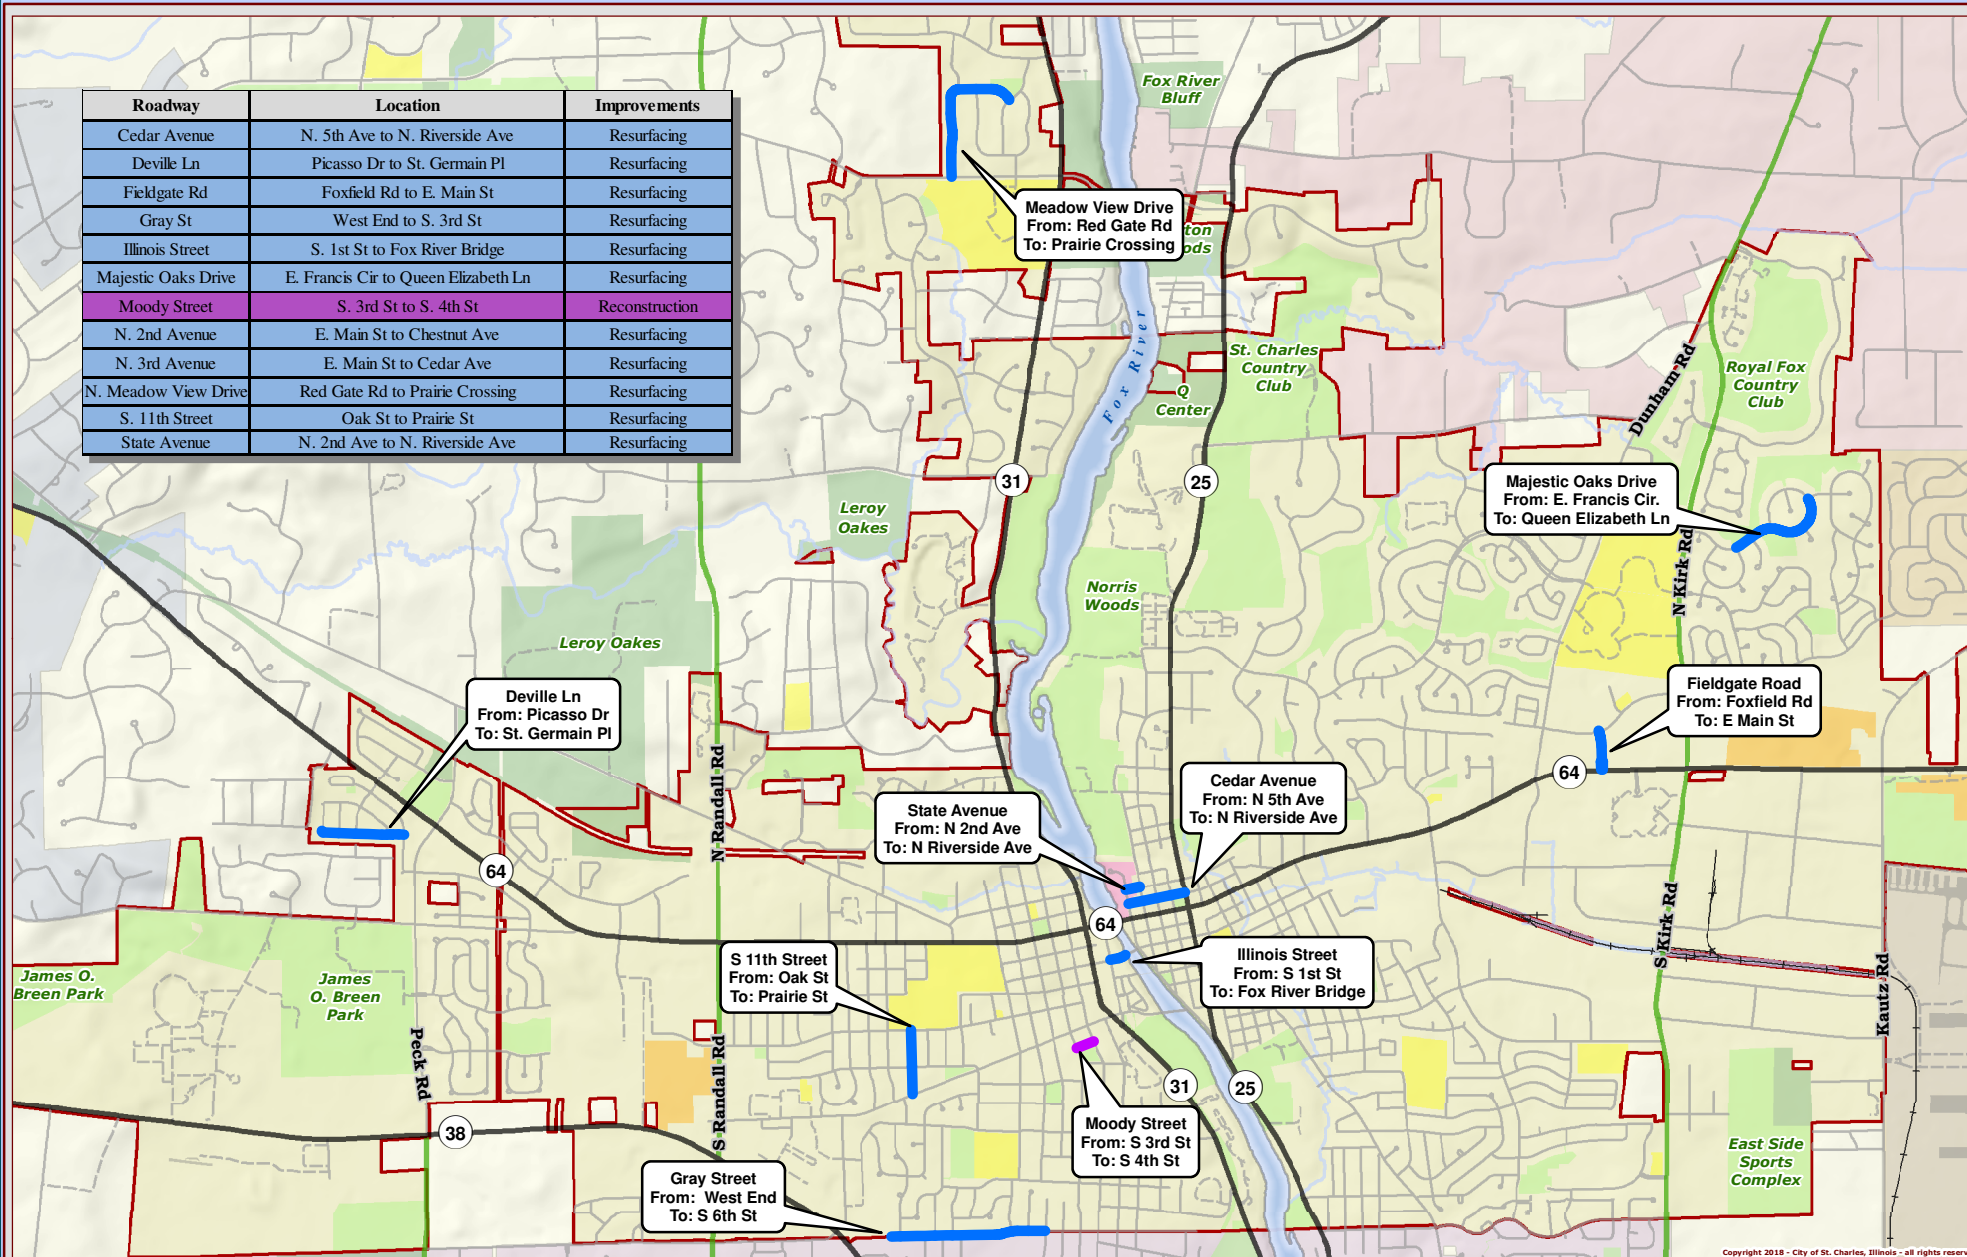 Roadway Location Improvements
Cedar Avenue N. 5th Ave to N. Riverside Ave Resurfacing
Deville Ln Picasso Dr to St. Germain Pl Resurfacing
Fieldgate Rd Foxfield Rd to E. Main St Resurfacing
Gray St West End to S. 3rd St Resurfacing
Illinois Street S. 1st St to Fox River Bridge Resurfacing
Majestic Oaks Drive E. Francis Cir to Queen Elizabeth Ln Resurfacing
Moody Street S. 3rd St to S. 4th St Reconstruction
N. 2nd Avenue E. Main St to Chestnut Ave Resurfacing
N. 3rd Avenue E. Main St to Cedar Ave Resurfacing
N. Meadow View Drive Red Gate Rd to Prairie Crossing Resurfacing
S. 11th Street Oak St to Prairie St Resurfacing
State Avenue N. 2nd Ave to N. Riverside Ave Resurfacing
Fox River
Bluff
Meadow View Drive
From: Red Gate Rd
To: Prairie Crossing
Fox River
St. Charles
Country
Club
Q
Center
Dunham Rd
Royal Fox
Country
Club
31
25
Leroy
Oakes
Majestic Oaks Drive
From: E. Francis Cir.
To: Queen Elizabeth Ln
N Kirk Rd
Norris
Woods
Leroy Oakes
Deville Ln
From: Picasso Dr
To: St. Germain Pl
Fieldgate Road
From: Foxfield Rd
To: E Main St
64
N Randall Rd
State Avenue
From: N 2nd Ave
To: N Riverside Ave
Cedar Avenue
From: N 5th Ave
To: N Riverside Ave
64
64
S Kirk Rd
S 11th Street
From: Oak St
To: Prairie St
Illinois Street
From: S 1st St
To: Fox River Bridge
James O.
Breen Park
James
O. Breen
Park
Kautz Rd
Peck Rd
S Randall Rd
31
25
38
Moody Street
From: S 3rd St
To: S 4th St
East Side
Sports
Complex
Gray Street
From: West End
To: S 6th St
Copyright 2018 - City of St. Charles, Illinois - all rights